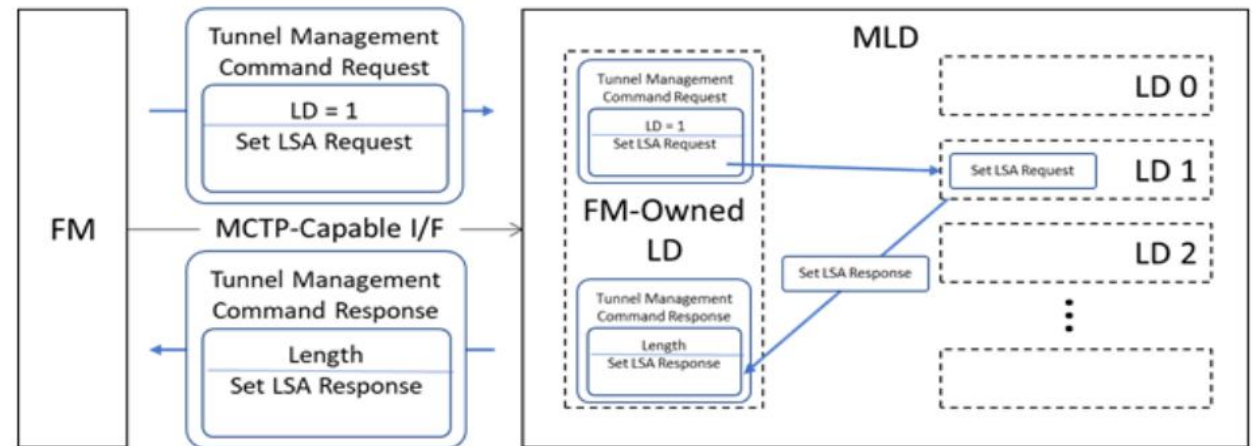 FM
Tunnel Management
Command Request
LD = 1
Set LSA Request
MCTP-Capable I/F
Tunnel Management
Command Response
Length
Set LSA Response
MLD
Tunnel Management
Command Request
LD = 1
Set LSA Request
FM-Owned
LD
Tunnel Management
Command Response
Length
Set LSA Response
Set LSA Response
LD 0
Set LSA Request
LD 1
LD 2